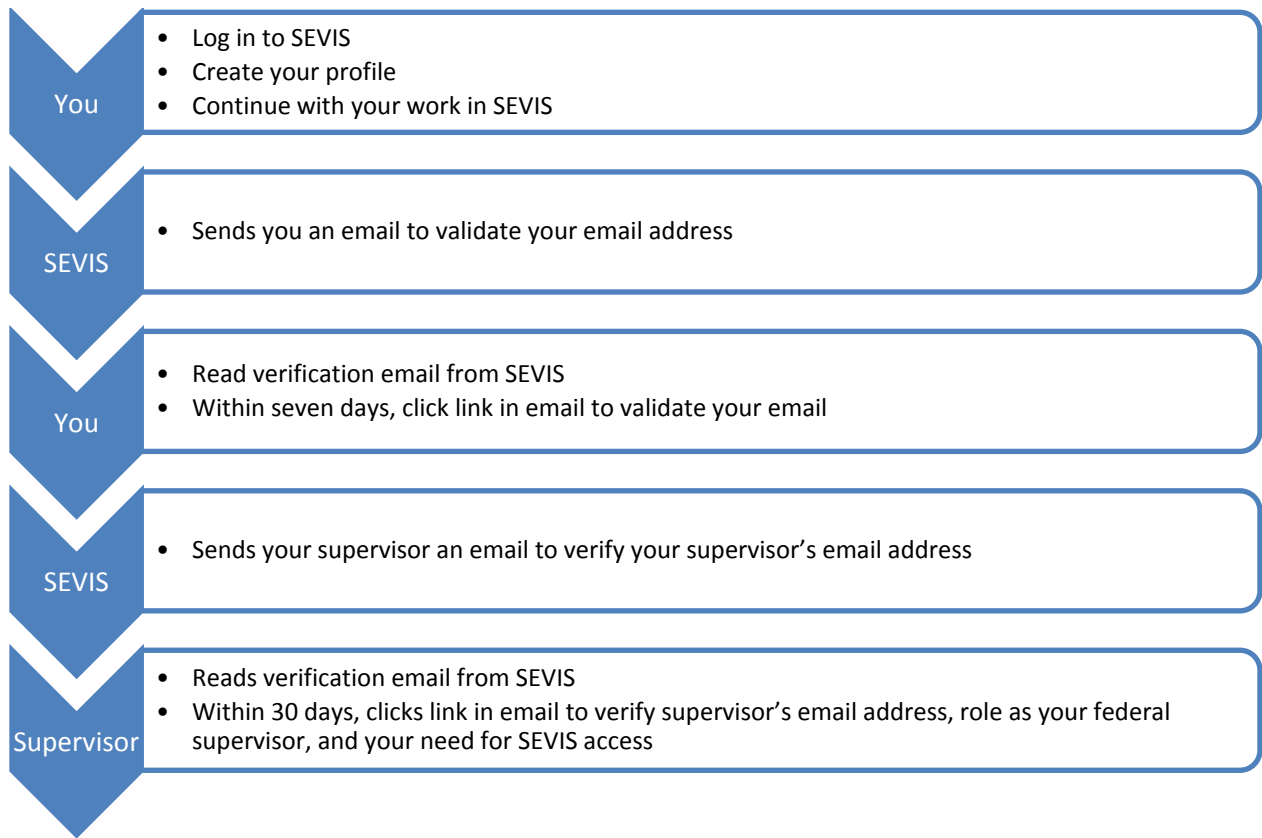 You
• Log in to SEVIS
• Create your profile
• Continue with your work in SEVIS
SEVIS
• Sends you an email to validate your email address
You
• Read verification email from SEVIS
• Within seven days, click link in email to validate your email
SEVIS
• Sends your supervisor an email to verify your supervisor’s email address
Supervisor
• Reads verification email from SEVIS
• Within 30 days, clicks link in email to verify supervisor’s email address, role as your federal
supervisor, and your need for SEVIS access